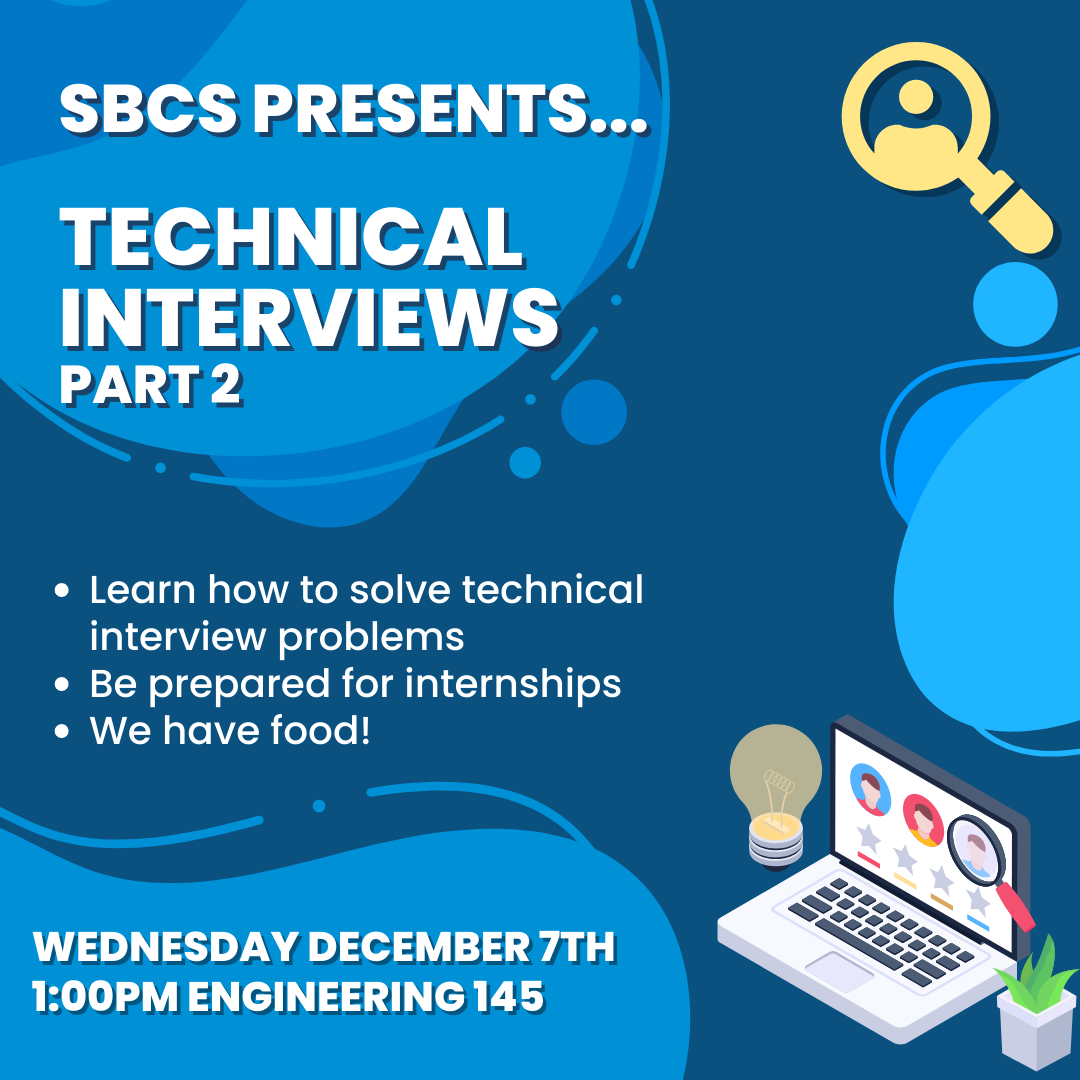 SBCS PRESENTS...
TECHNICAL
INTERVIEWS
PART 2
• Learn how to solve technical
interview problems
• Be prepared for internships
• We have food!
WEDNESDAY DECEMBER 7TH
1:00PM ENGINEERING 145